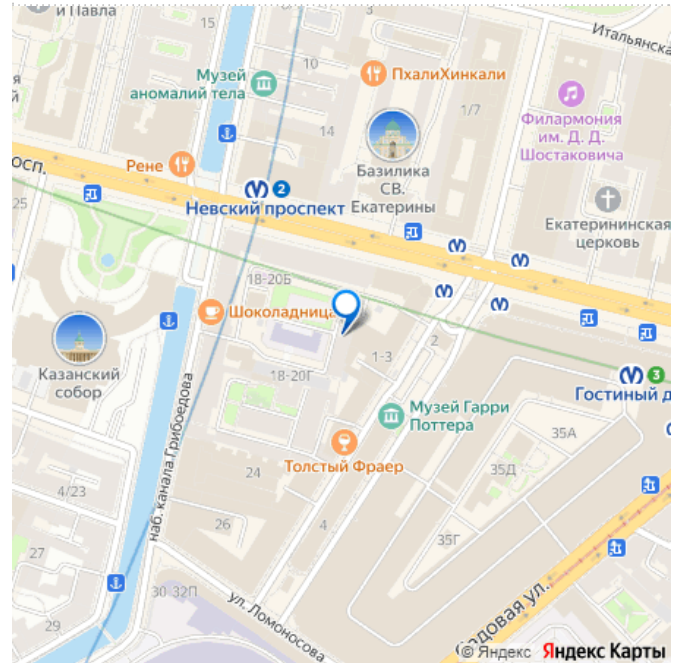 и Павла
Итальянска
10
Музей
аномалий тела
15
ПхалиХинкали
1/7
14
Филармония
им. Д. Д.
Шостаковича
Рене
осп.
Базилика
СВ.
Екатерины
2
Невский проспект
25
Екатерининская
церковь
18-20Б
Шоколадница
2
1-3
Казанский
собор
3
Гостиный д
18-20Г
Музей Гарри
Поттера
35А
Толстый Фраер
35Д
24
4/23
наб. канала Грибоедова
26
4
35Г
27
30
32П
ул. Ломоносова
адовая ул.
© Яндекс Яндекс Карты